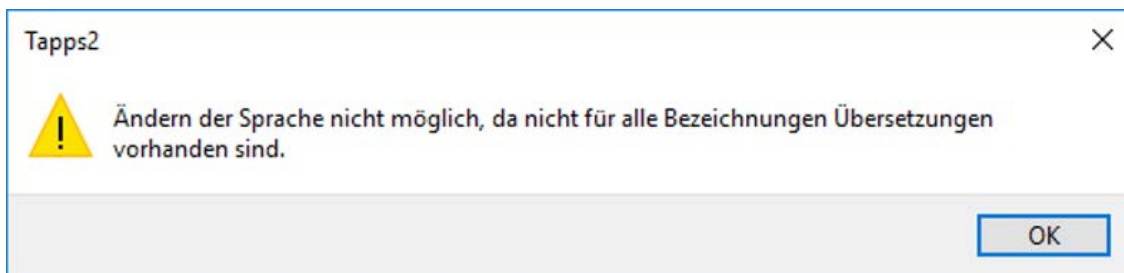 Tapps2
Ändern der Sprache nicht möglich, da nicht für alle Bezeichnungen Übersetzungen
vorhanden sind.
OK